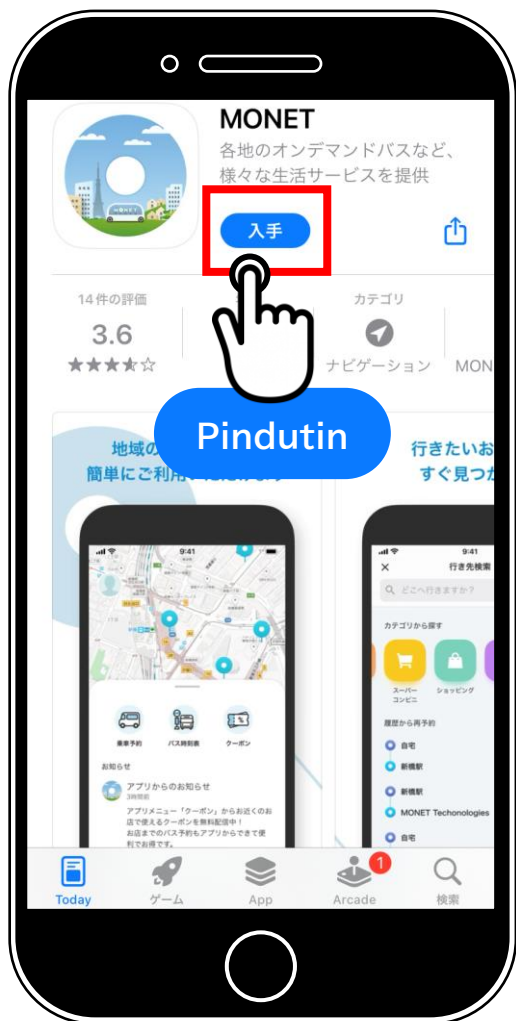 MONET
各地のオンデマンドバスなど、
様々な生活サービスを提供
入手
14件の評価
カテゴリ
3.6
ナビゲーション
MON
Pindutin
地域の
簡単にご利用
行きたいお
すぐ見つか
9:41
乗車予約
バス時刻表
クーポン
お知らせ
アプリからのお知らせ
3時間前
アプリメニュー「クーポン」からお近くのお
店で使えるクーポンを無料配信中!
お店までのバス予約もアプリからできて便
利でお得です。
9:41
行き先検索
どこへ行きますか?
カテゴリから探す
スーパー
コンビニ
ショッピング
履歴から再予約
自宅
新橋駅
新橋駅
MONET Techonologies
自宅
1
Today
ゲーム
App
Arcade
検索